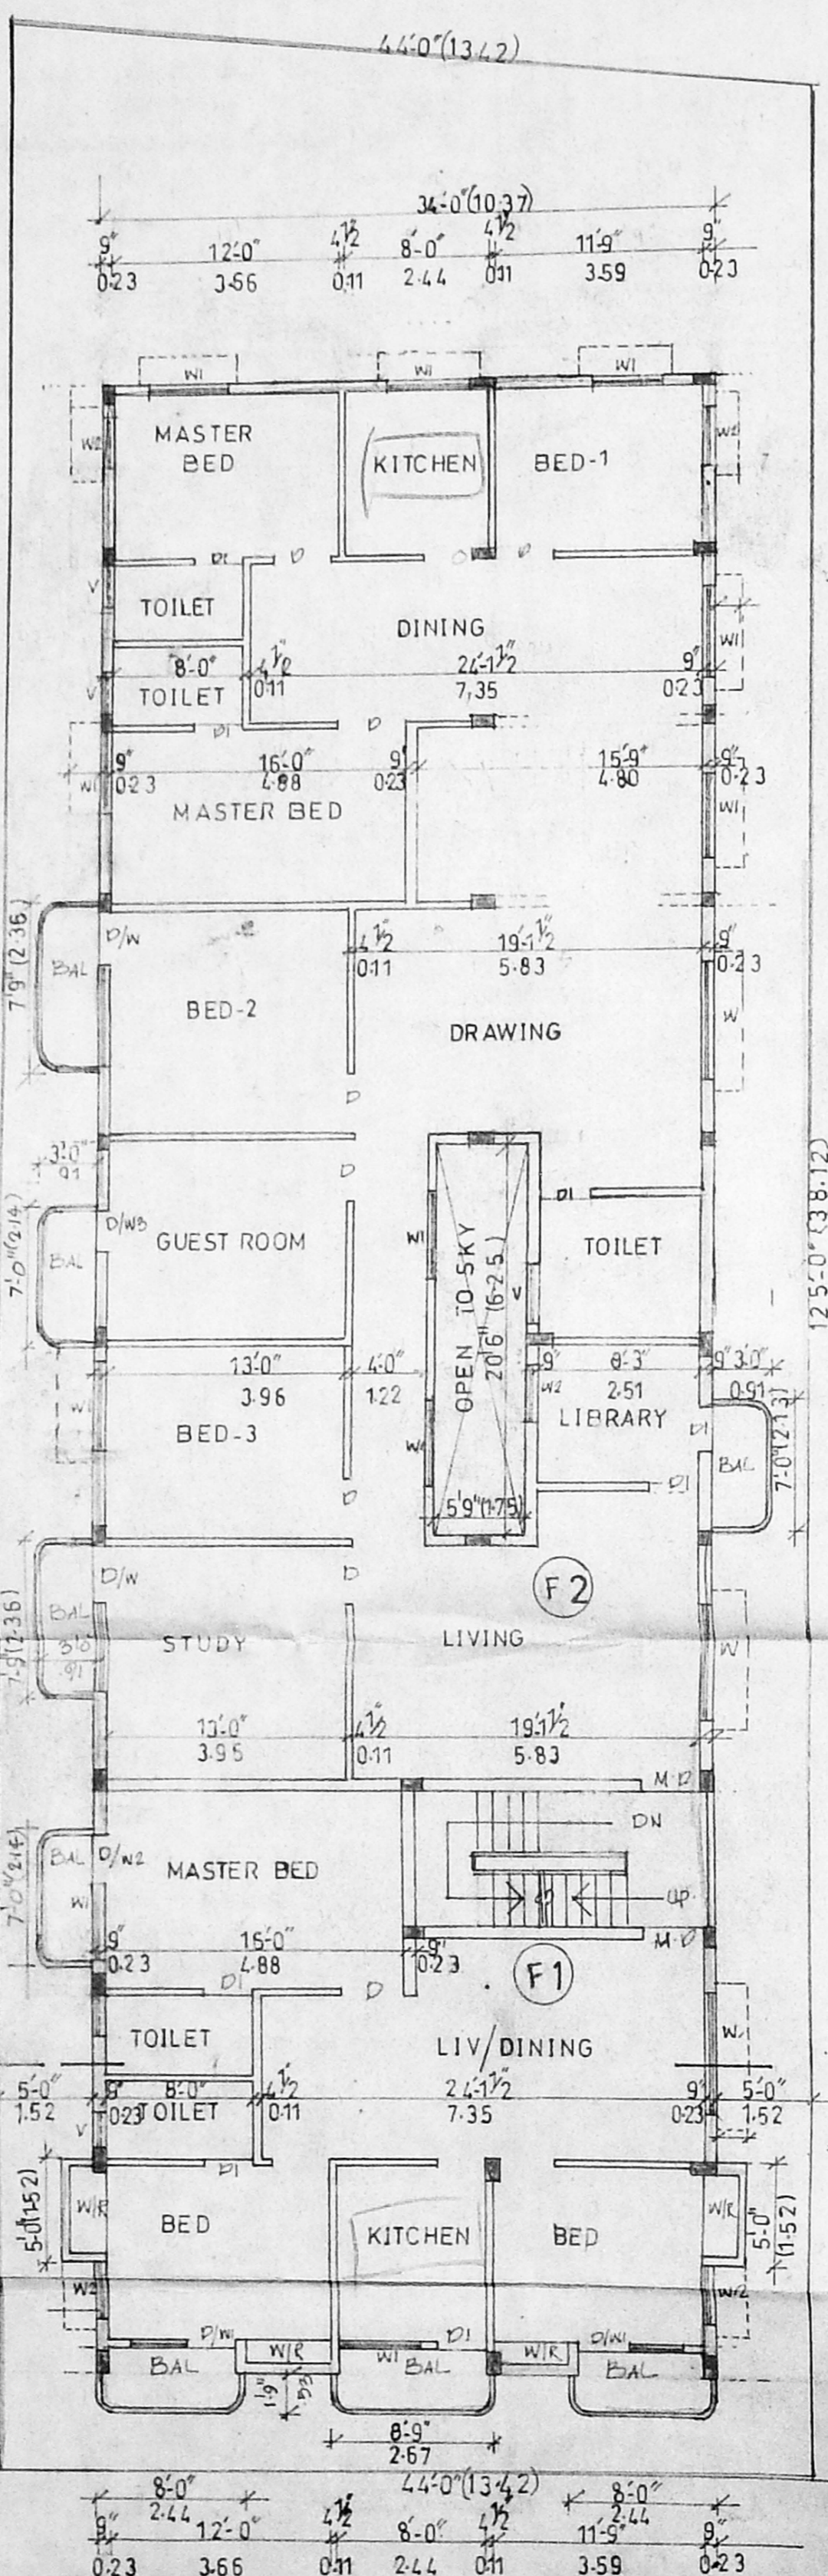 44'-0"(13.42)
34'-0"(10.37)
9" 12'-0" 4½ 8'-0" 4½ 11'-9" 9"
0.23 3.66 0.11 2.44 0.11 3.59 0.23
W1 W1 W1
W2 MASTER BED KITCHEN BED-1 W2
D1 D D
V TOILET
DINING W1
8'-0" 4½ 24'-1½" 9"
0.11 7.35 0.23
V TOILET
D1 D
9" 16'-0" 9" 15'-9" 9"
W1 0.23 4.88 0.23 4.80 0.23
MASTER BED W1
7'9"(2.36)
D/W
4½ 19'-1½" 9"
BAL 0.11 5.83 0.23
BED-2 W
DRAWING
D
3'-0"
91
D
D1
D/W3
7'-0"(2.14)
BAL GUEST ROOM W1 OPEN TO SKY 20'6" (6.25) V TOILET
125'-0" (38.12)
13'-0" 4'-0" 9" 8'-3" 9" 3'-0"
3.96 1.22 W2 2.51 0.91
W1 BED-3 LIBRARY D1
W1 BAL 7'-0"(2.13)
D D1
5'9"(1.75)
D/W D
F2
7'-9"(2.36) BAL
3'-0"
.91
STUDY LIVING W
13'-0" 4½ 19'-1½"
3.95 0.11 5.83
M.D
DN
7'-0"(2.14) BAL D/W2 MASTER BED
W1 UP
9" 16'-0" 9" M.D
0.23 4.88 0.23
D1 D F1
TOILET LIV/DINING W
5'-0" 9" 8'-0" 4½ 24'-1½" 9" 5'-0"
1.52 0.23 TOILET 0.11 7.35 0.23 1.52
V
D1
5'-0(1.52) W/R BED KITCHEN BED W/R 5'-0" (1.52)
W2 W2
D/W1 W/R W1 D1 W/R D/W1
BAL BAL BAL
1'-9" .53
8'-9"
2.67
44'-0"(13.42)
8'-0" 8'-0"
2.44 2.44
9" 12'-0" 4½ 8'-0" 4½ 11'-9" 9"
0.23 3.66 0.11 2.44 0.11 3.59 0.23